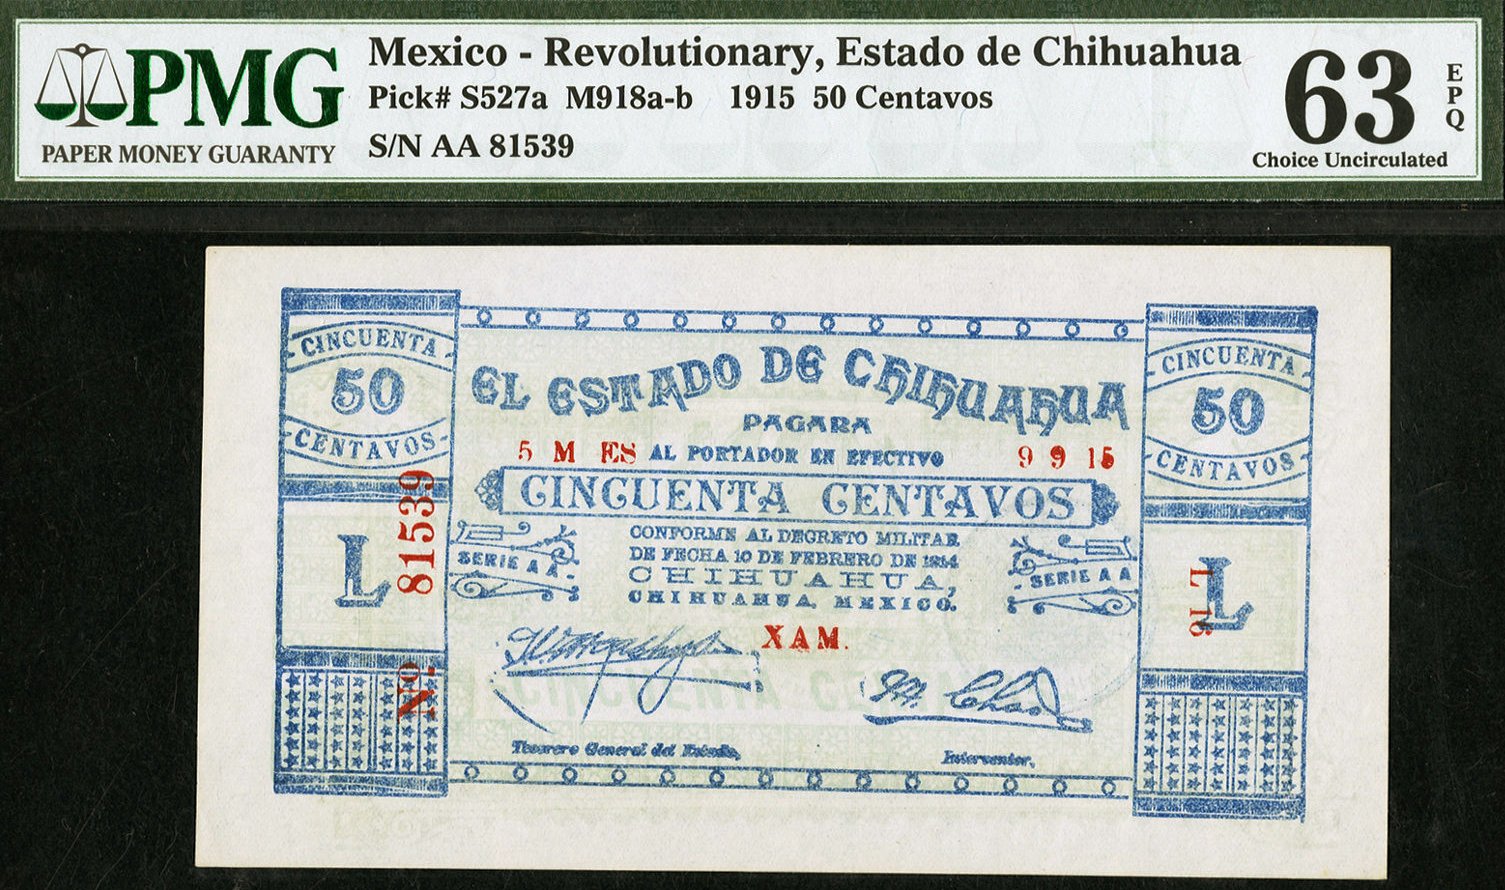 PMG
PAPER MONEY GUARANTY
Mexico - Revolutionary, Estado de Chihuahua
Pick# S527a M918a-b 1915 50 Centavos
S/N AA 81539
63
EPQ
Choice Uncirculated
CINCUENTA
50
CENTAVOS
L
81539
Nº
EL ESTADO DE CHIHUAHUA
PAGARA
5 M ES AL PORTADOR EN EFECTIVO 9 9 15
CINCUENTA CENTAVOS
CONFORME AL DECRETO MILITAR
DE FECHA 10 DE FEBRERO DE 1914
CHIHUAHUA,
CHIHUAHUA, MEXICO.
SERIE A A
SERIE A A
XAM.
Tesorero General del Estado,
Interventor.
CINCUENTA
50
CENTAVOS
L
L 16